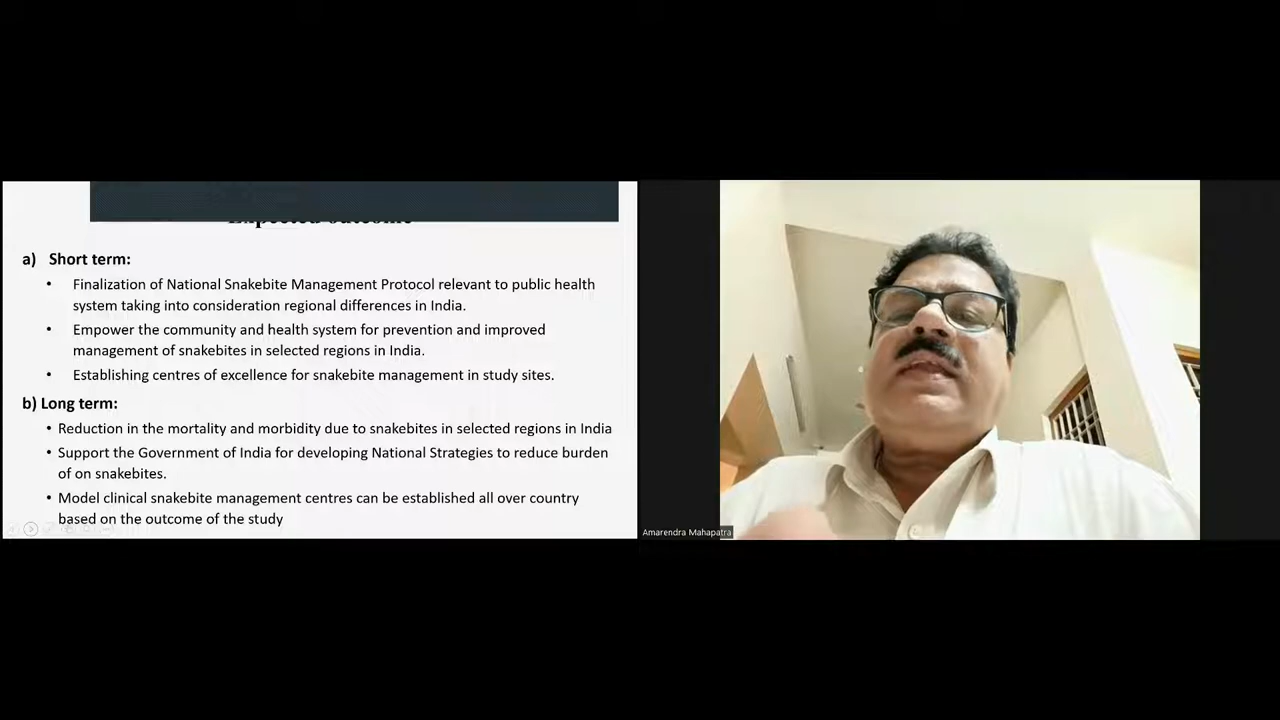 Expected outcome
a) Short term:
• Finalization of National Snakebite Management Protocol relevant to public health
system taking into consideration regional differences in India.
• Empower the community and health system for prevention and improved
management of snakebites in selected regions in India.
• Establishing centres of excellence for snakebite management in study sites.
b) Long term:
• Reduction in the mortality and morbidity due to snakebites in selected regions in India
• Support the Government of India for developing National Strategies to reduce burden
of on snakebites.
• Model clinical snakebite management centres can be established all over country
based on the outcome of the study
Amarendra Mahapatra